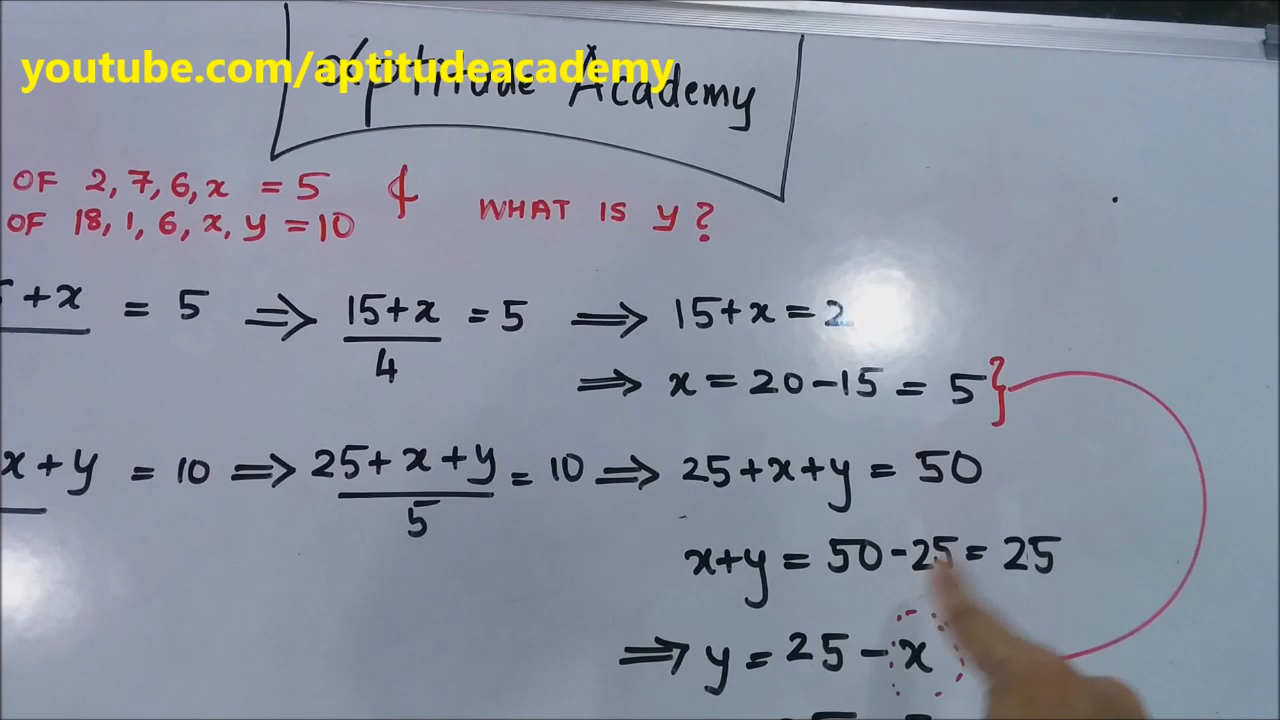 youtube.com/aptitudeacademy
Aptitude Academy
OF 2, 7, 6, x = 5 & WHAT IS y?
OF 18, 1, 6, x, y = 10
+x = 5 ⇒ 15+x/4 = 5 ⇒ 15+x = 2
⇒ x = 20-15 = 5}
x+y = 10 ⇒ 25+x+y/5 = 10 ⇒ 25+x+y = 50
x+y = 50-25 = 25
⇒ y = 25-x